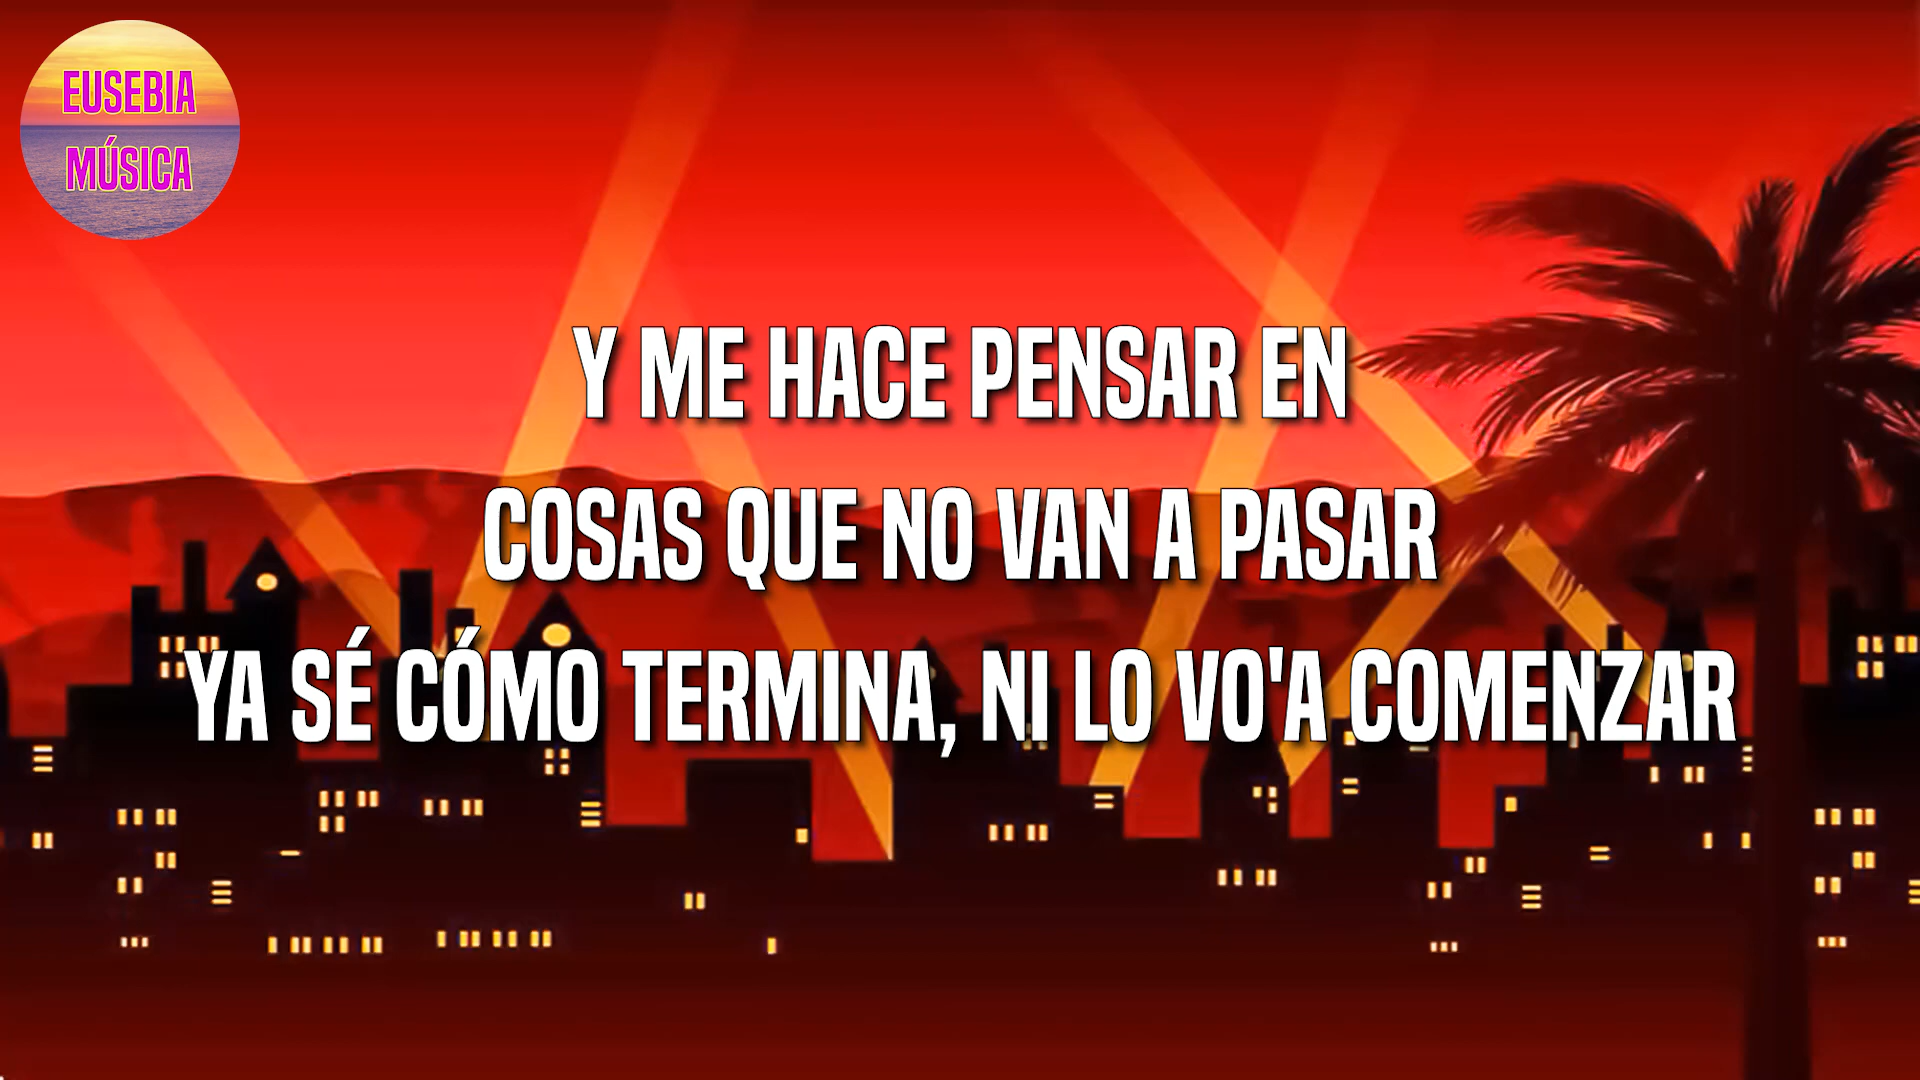 EUSEBIA
MÚSICA
Y ME HACE PENSAR EN
COSAS QUE NO VAN A PASAR
YA SÉ CÓMO TERMINA, NI LO VO'A COMENZAR